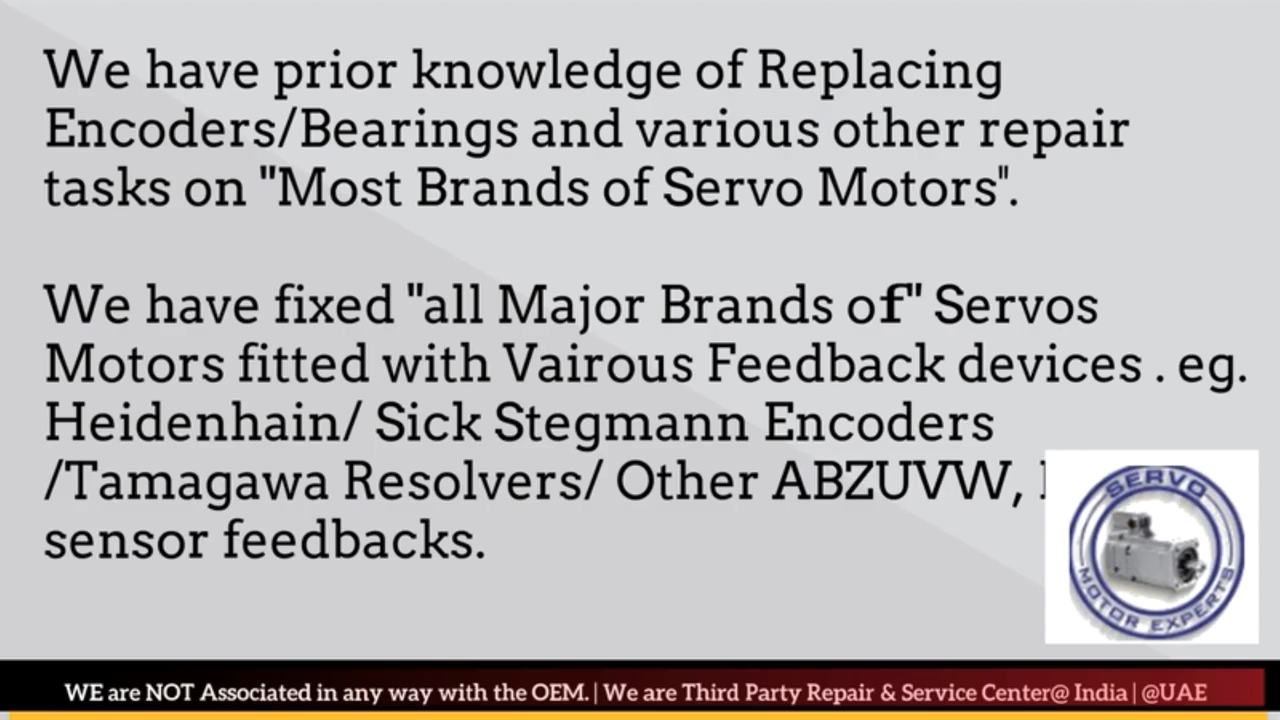 We have prior knowledge of Replacing
Encoders/Bearings and various other repair
tasks on "Most Brands of Servo Motors".
We have fixed "all Major Brands of" Servos
Motors fitted with Vairous Feedback devices . eg.
Heidenhain/ Sick Stegmann Encoders
/Tamagawa Resolvers/ Other ABZUVW,
sensor feedbacks.
SERVO
MOTOR EXPERTS
WE are NOT Associated in any way with the OEM. | We are Third Party Repair & Service Center@ India | @UAE